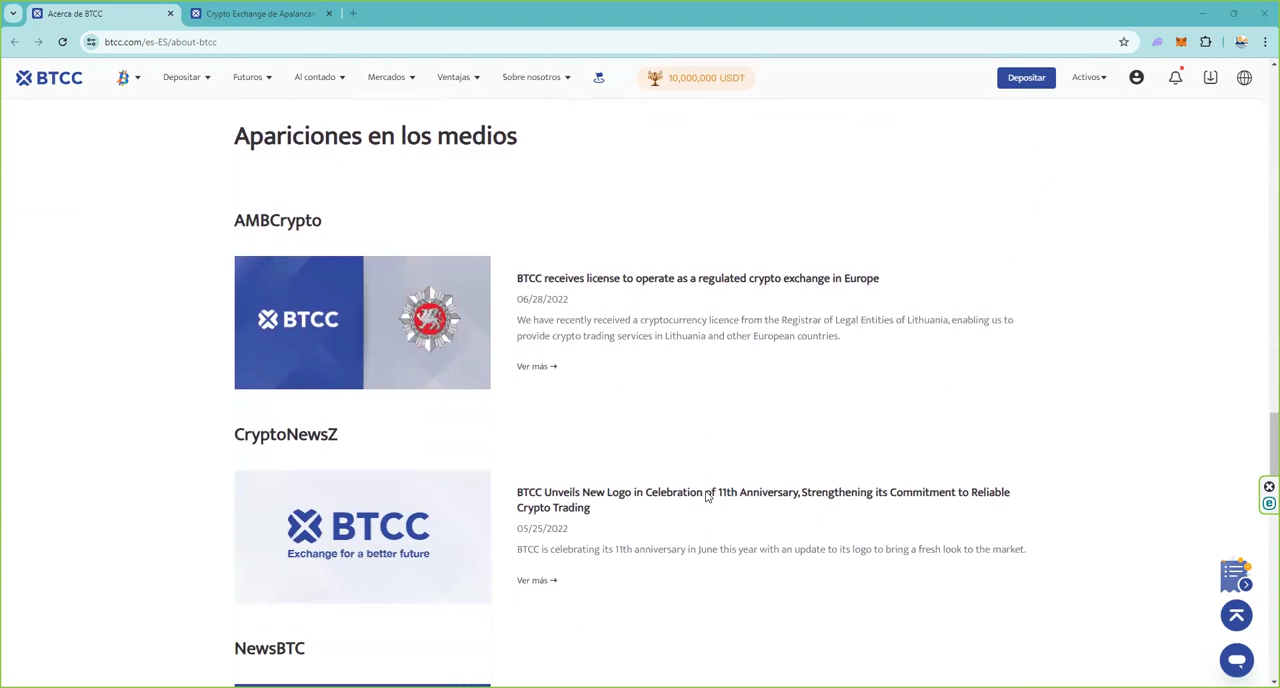 Acerca de BTCC
Crypto Exchange de Apalancam
btcc.com/es-ES/about-btcc
BTCC
Depositar
Futuros
Al contado
Mercados
Ventajas
Sobre nosotros
10,000,000 USDT
Depositar
Activos
Apariciones en los medios
AMBCrypto
BTCC
BTCC receives license to operate as a regulated crypto exchange in Europe
06/28/2022
We have recently received a cryptocurrency licence from the Registrar of Legal Entities of Lithuania, enabling us to
provide crypto trading services in Lithuania and other European countries.
Ver más →
CryptoNewsZ
BTCC
Exchange for a better future
BTCC Unveils New Logo in Celebration of 11th Anniversary, Strengthening its Commitment to Reliable
Crypto Trading
05/25/2022
BTCC is celebrating its 11th anniversary in June this year with an update to its logo to bring a fresh look to the market.
Ver más →
NewsBTC